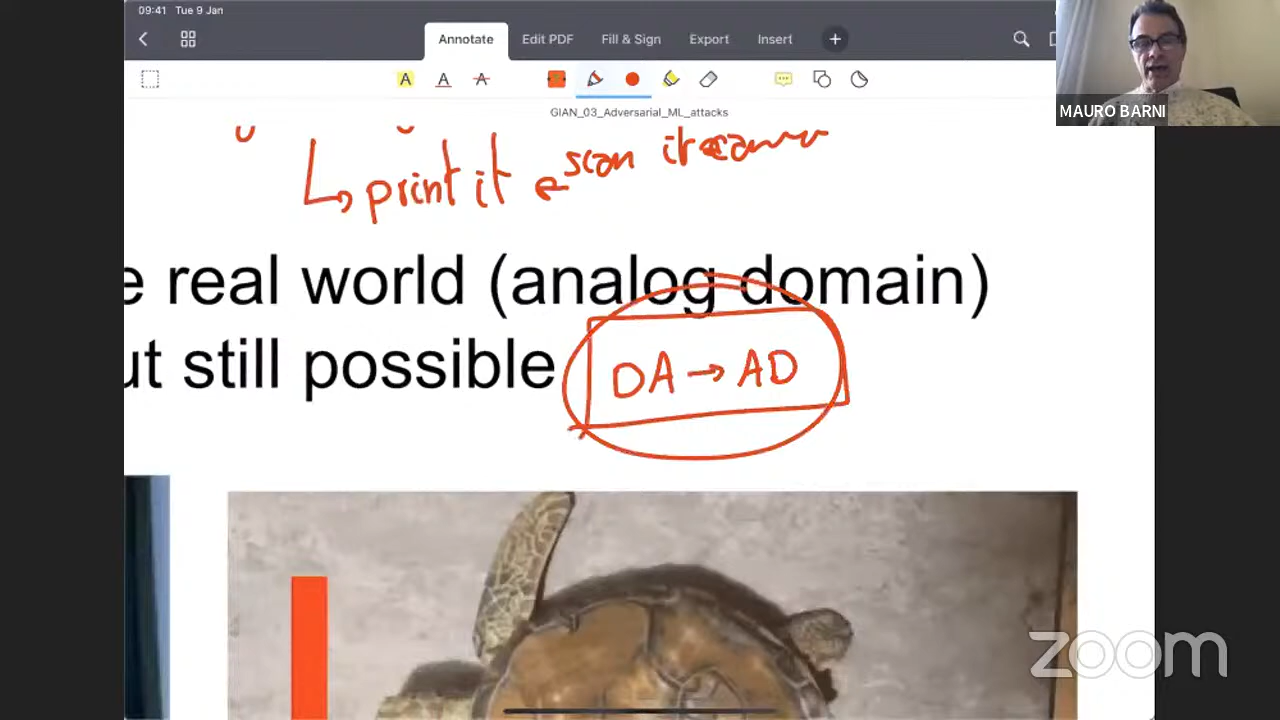 09:41 Tue 9 Jan
Annotate Edit PDF Fill & Sign Export Insert +
A A A
GIAN_03_Adversarial_ML_attacks
MAURO BARNI
print it e scan it
e real world (analog domain)
ut still possible
DA → AD
zoom